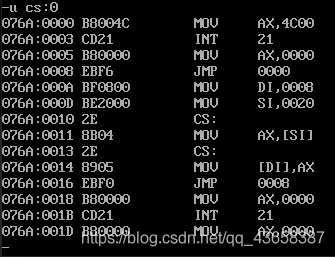 -u cs:0
076A:0000 B8004C MOV AX,4C00
076A:0003 CD21 INT 21
076A:0005 B80000 MOV AX,0000
076A:0008 EBF6 JMP 0000
076A:000A BF0800 MOV DI,0008
076A:000D BE2000 MOV SI,0020
076A:0010 2E CS:
076A:0011 8B04 MOV AX,[SI]
076A:0013 2E CS:
076A:0014 8905 MOV [DI],AX
076A:0016 EBF0 JMP 0008
076A:0018 B80000 MOV AX,0000
076A:001B CD21 INT 21
076A:001D B80000 MOV AX,0000
https://blog.csdn.net/qq_43658387
-